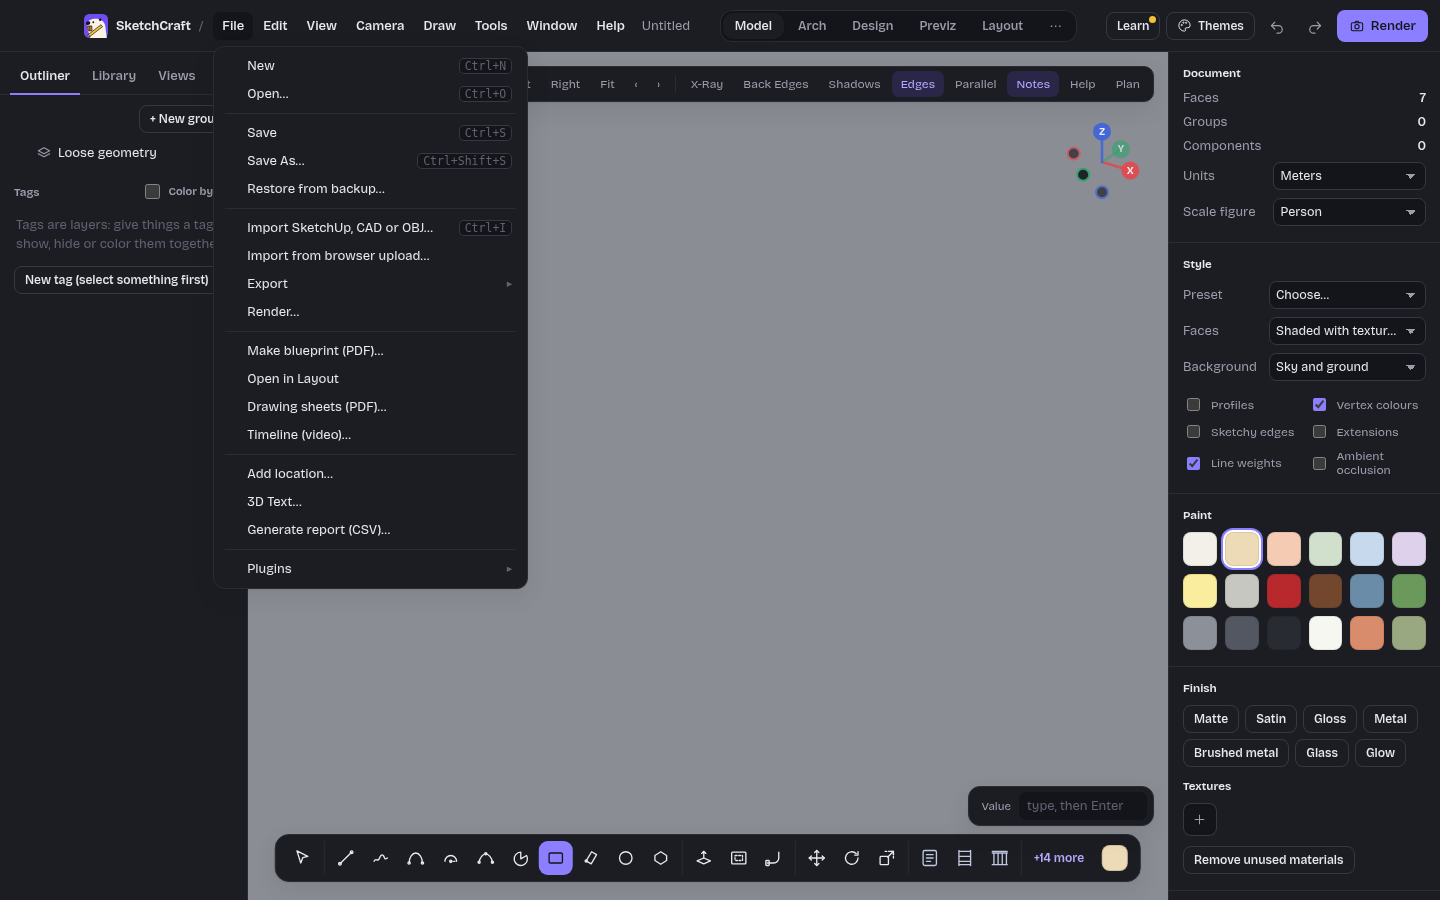 SketchCraft / File Edit View Camera Draw Tools Window Help Untitled Model Arch Design Previz Layout ··· Learn Themes Render
Outliner Library Views
+ New grou
Loose geometry
Tags Color by
Tags are layers: give things a tag
show, hide or color them togethe
New tag (select something first)
New Ctrl+N
Open... Ctrl+O
Save Ctrl+S
Save As... Ctrl+Shift+S
Restore from backup...
Import SketchUp, CAD or OBJ... Ctrl+I
Import from browser upload...
Export
Render...
Make blueprint (PDF)...
Open in Layout
Drawing sheets (PDF)...
Timeline (video)...
Add location...
3D Text...
Generate report (CSV)...
Plugins
t Right Fit ‹ › X-Ray Back Edges Shadows Edges Parallel Notes Help Plan
Z
Y
X
Value type, then Enter
+14 more
Document
Faces 7
Groups 0
Components 0
Units Meters
Scale figure Person
Style
Preset Choose...
Faces Shaded with textur...
Background Sky and ground
Profiles Vertex colours
Sketchy edges Extensions
Line weights Ambient
occlusion
Paint
Finish
Matte Satin Gloss Metal
Brushed metal Glass Glow
Textures
+
Remove unused materials